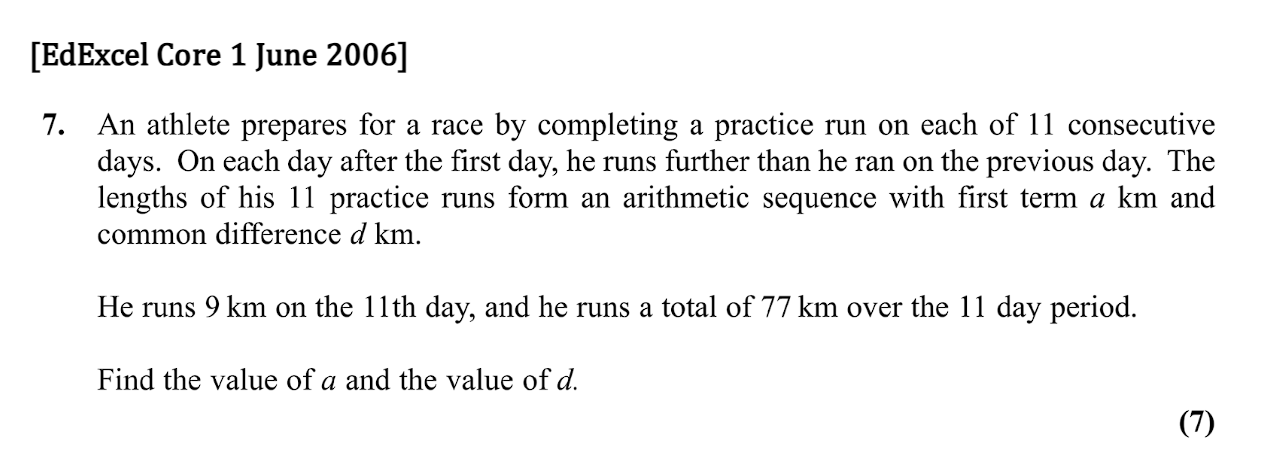 [EdExcel Core 1 June 2006]
7. An athlete prepares for a race by completing a practice run on each of 11 consecutive
days. On each day after the first day, he runs further than he ran on the previous day. The
lengths of his 11 practice runs form an arithmetic sequence with first term a km and
common difference d km.
He runs 9 km on the 11th day, and he runs a total of 77 km over the 11 day period.
Find the value of a and the value of d.
(7)